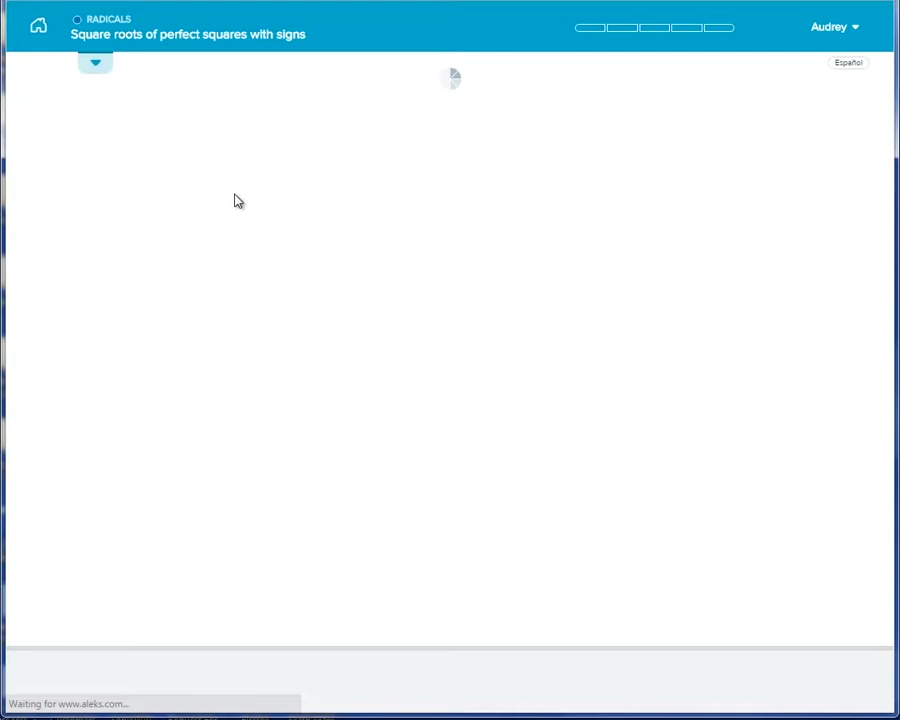 RADICALS
Square roots of perfect squares with signs
Audrey
Español
Waiting for www.aleks.com...